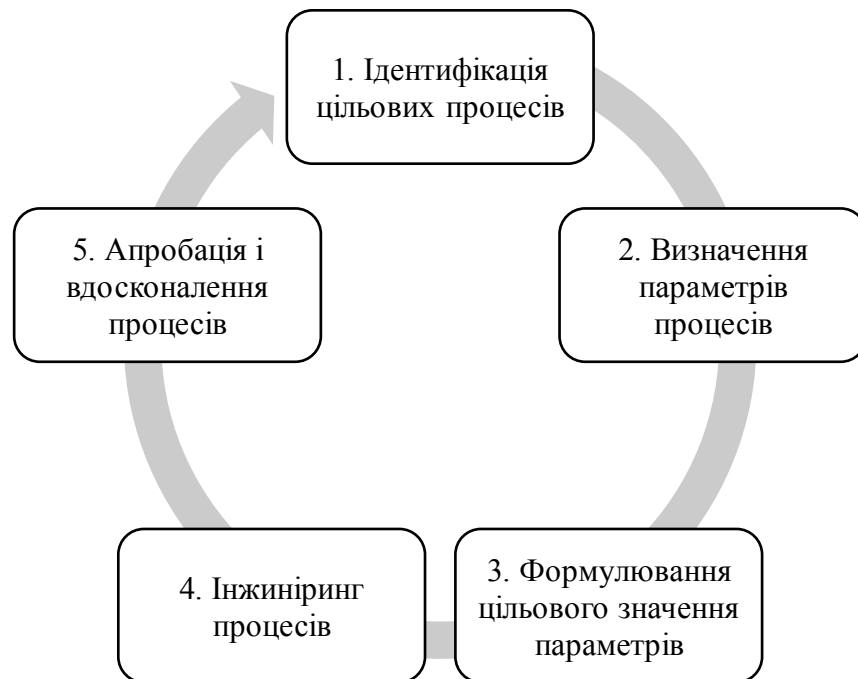 1. Ідентифікація
цільових процесів
2. Визначення
параметрів
процесів
3. Формулювання
цільового значення
параметрів
4. Інжиніринг
процесів
5. Апробація і
вдосконалення
процесів